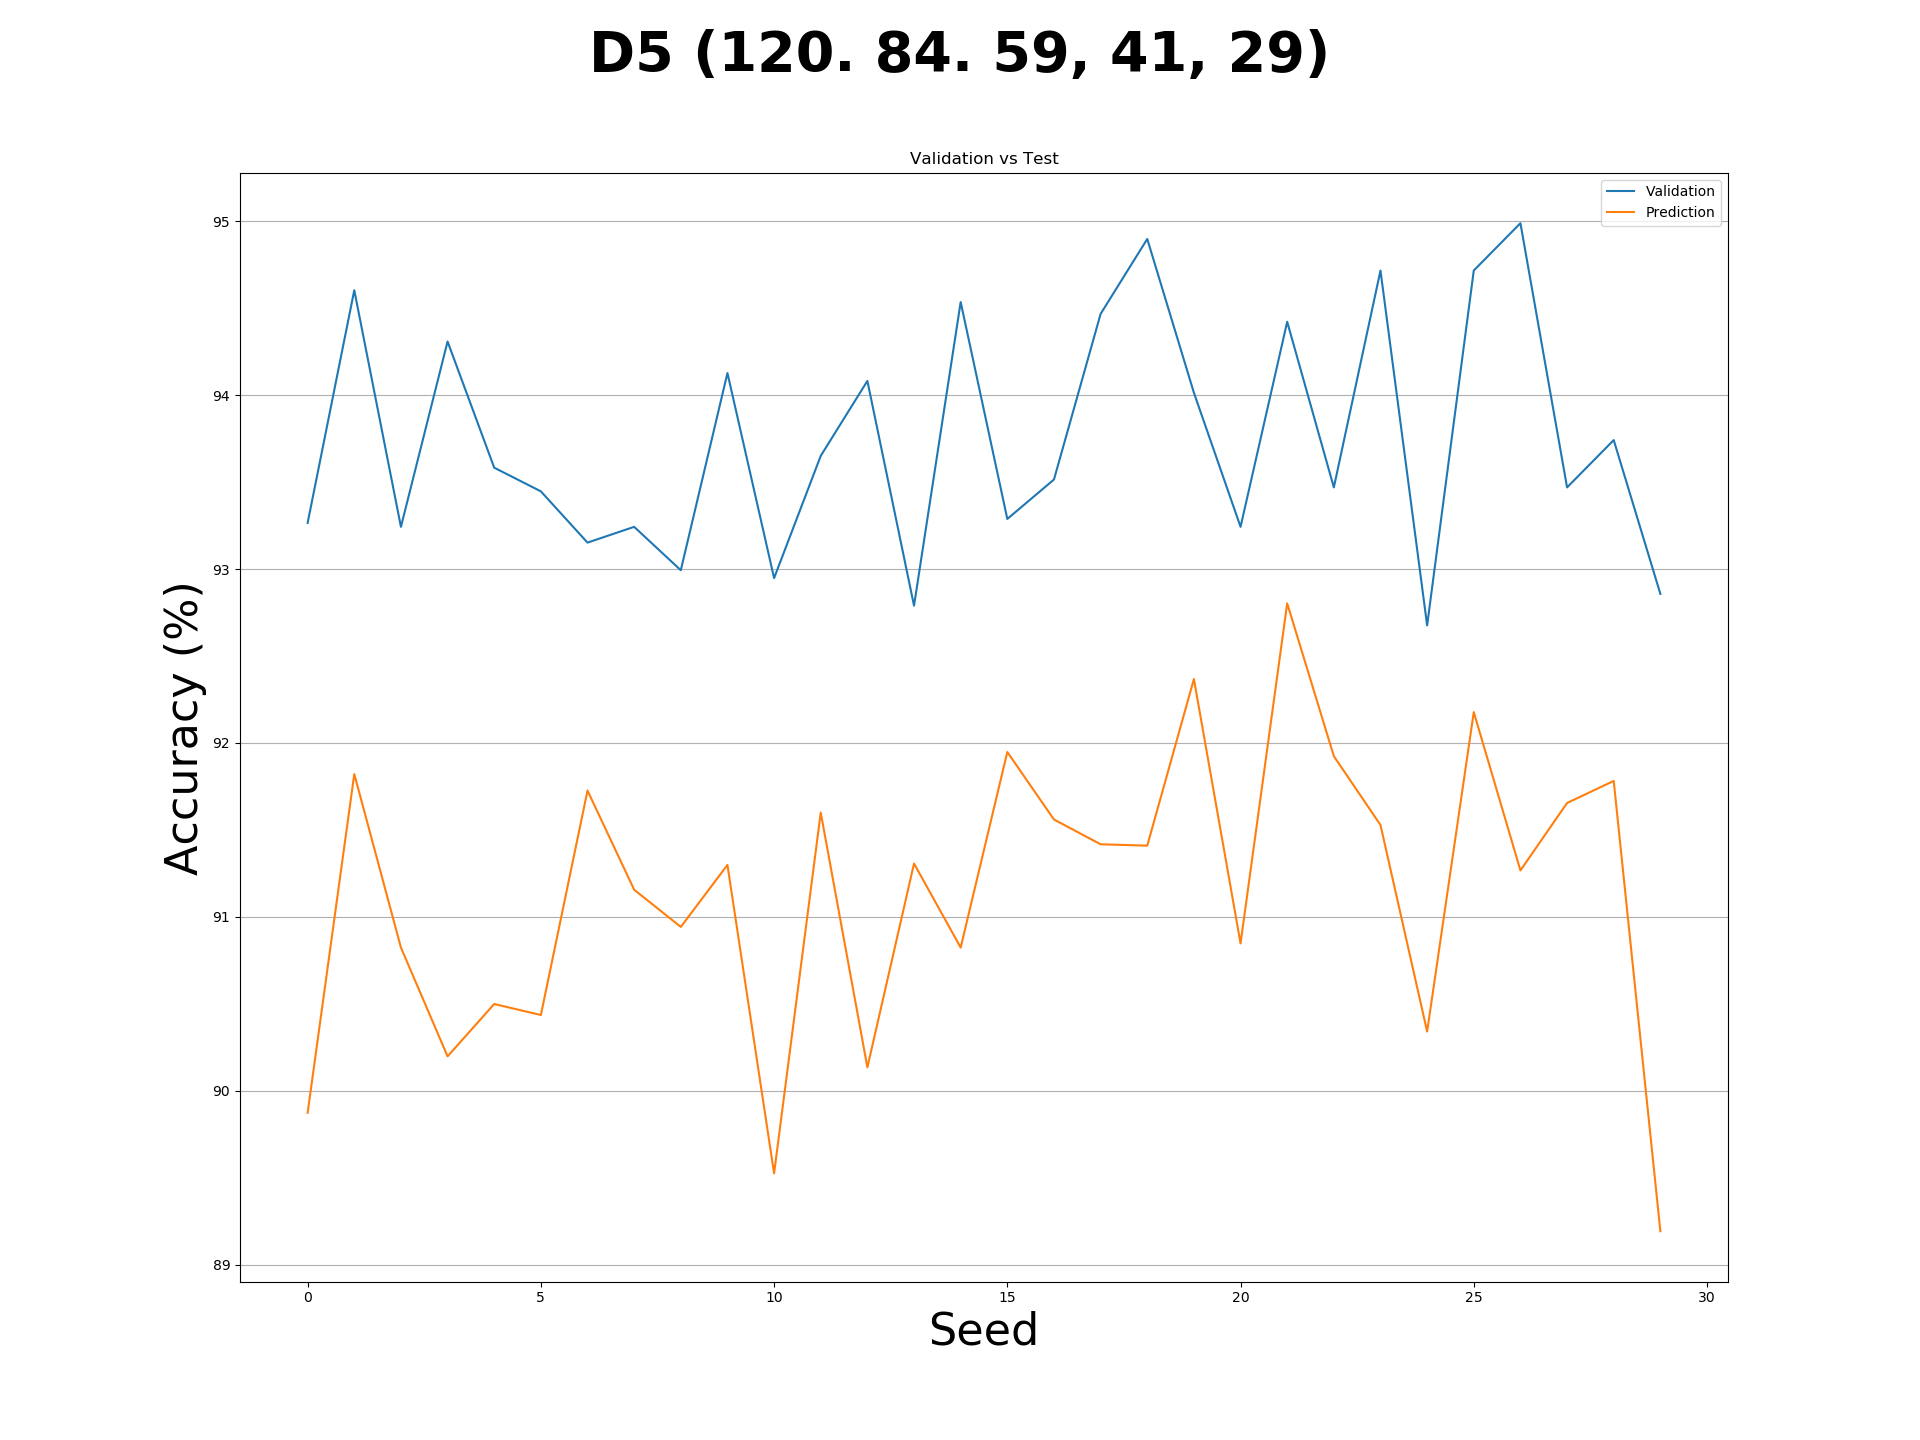 D5 (120. 84. 59, 41, 29)
Validation vs Test
Validation
Prediction
95
94
93
92
91
90
89
Accuracy (%)
0 5 10 15 20 25 30
Seed